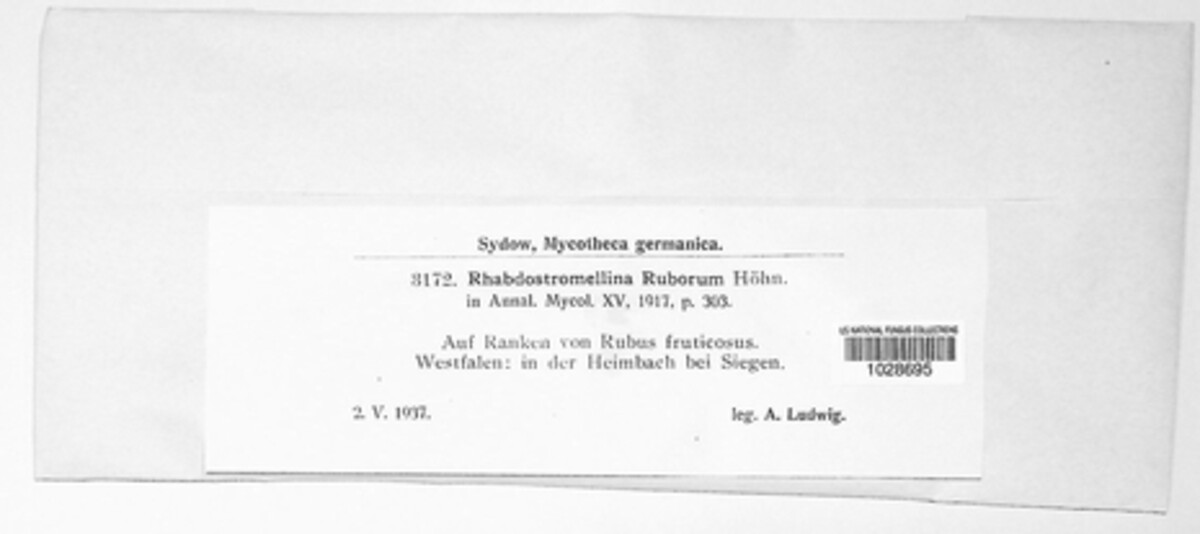 Sydow, Mycotheca germanica.
3172. Rhabdostromellina Ruborum Höhn.
in Annal. Mycol. XV, 1917, p. 303.
Auf Ranken von Rubus fruticosus.
Westfalen: in der Heimbach bei Siegen.
US NATIONAL FUNGUS COLLECTIONS
1028695
2. V. 1937.
leg. A. Ludwig.